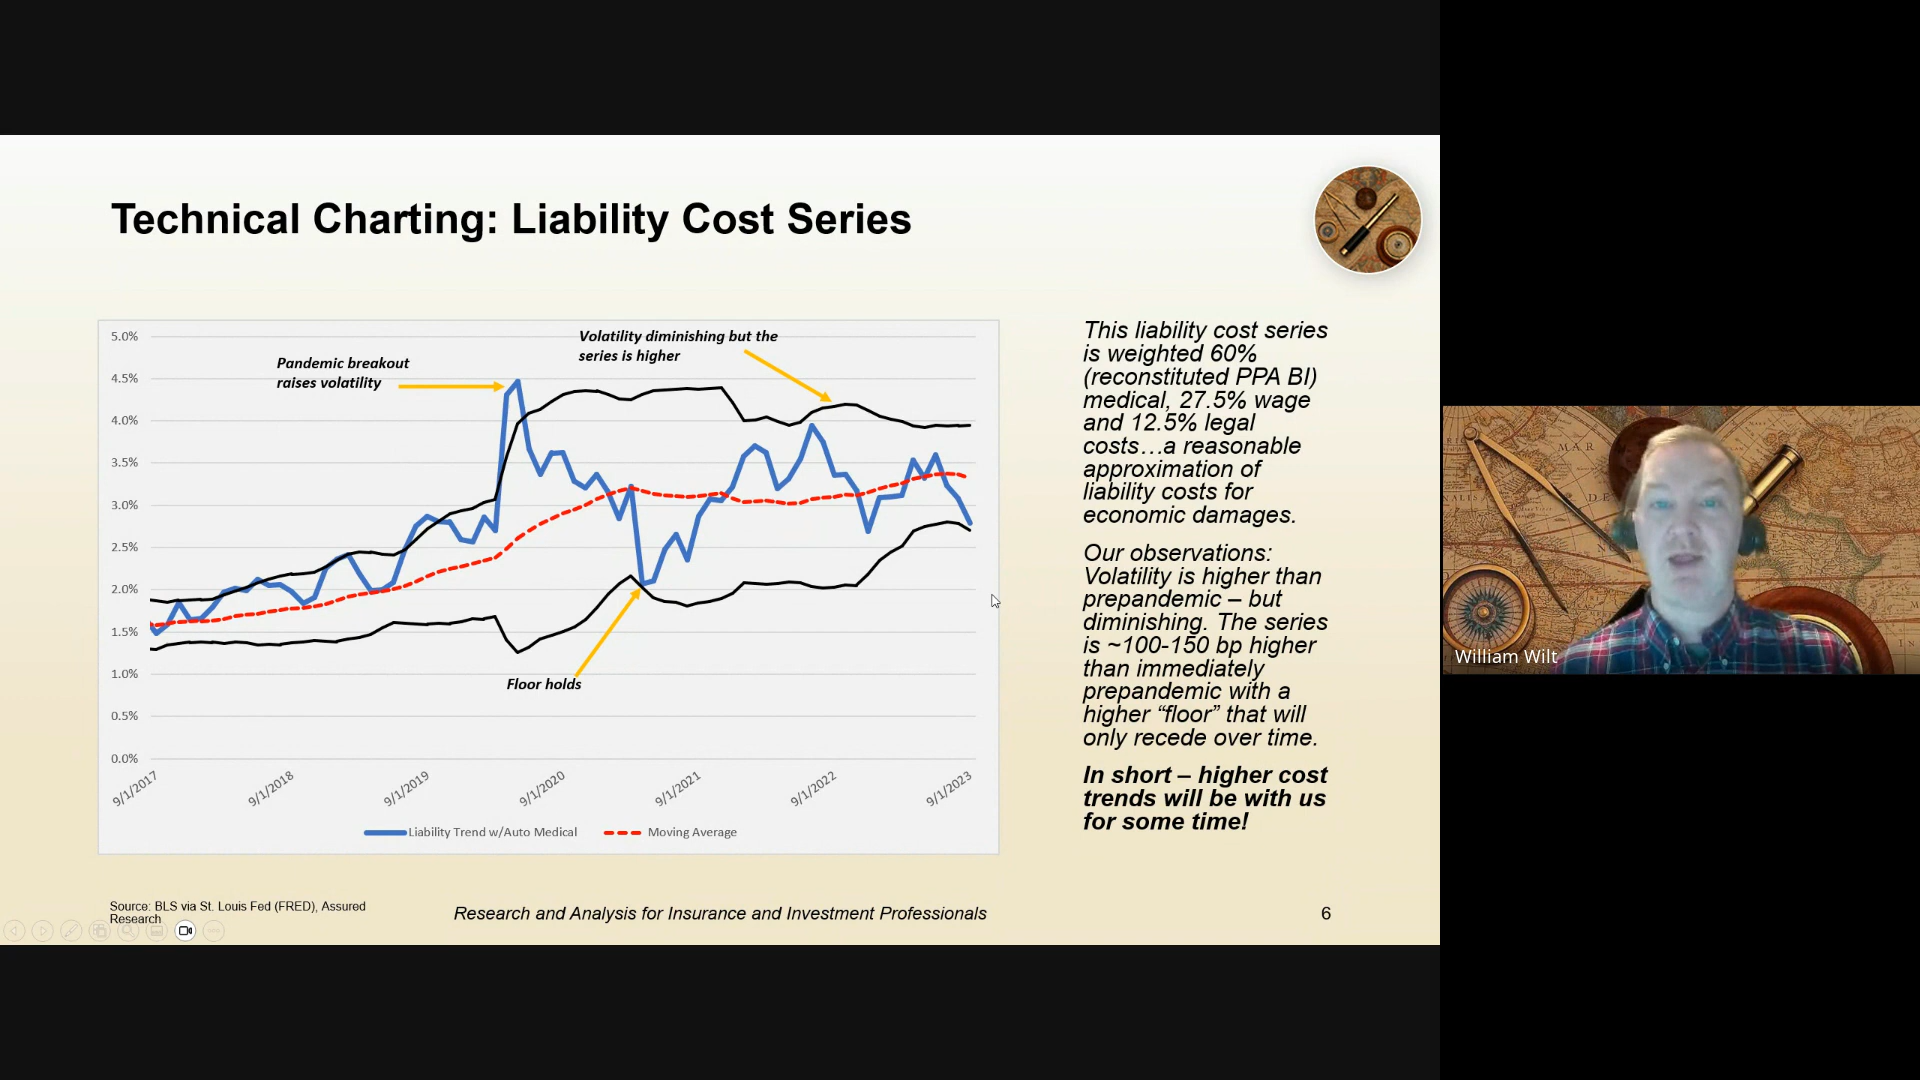 Technical Charting: Liability Cost Series
5.0%
4.5%
4.0%
3.5%
3.0%
2.5%
2.0%
1.5%
1.0%
0.5%
0.0%
Pandemic breakout
raises volatility
Volatility diminishing but the
series is higher
Floor holds
9/1/2017
9/1/2018
9/1/2019
9/1/2020
9/1/2021
9/1/2022
9/1/2023
Liability Trend w/Auto Medical
Moving Average
This liability cost series
is weighted 60%
(reconstituted PPA BI)
medical, 27.5% wage
and 12.5% legal
costs…a reasonable
approximation of
liability costs for
economic damages.
Our observations:
Volatility is higher than
prepandemic – but
diminishing. The series
is ~100-150 bp higher
than immediately
prepandemic with a
higher “floor” that will
only recede over time.
In short – higher cost
trends will be with us
for some time!
Source: BLS via St. Louis Fed (FRED), Assured
Research
Research and Analysis for Insurance and Investment Professionals
6
MAR
William Wilt